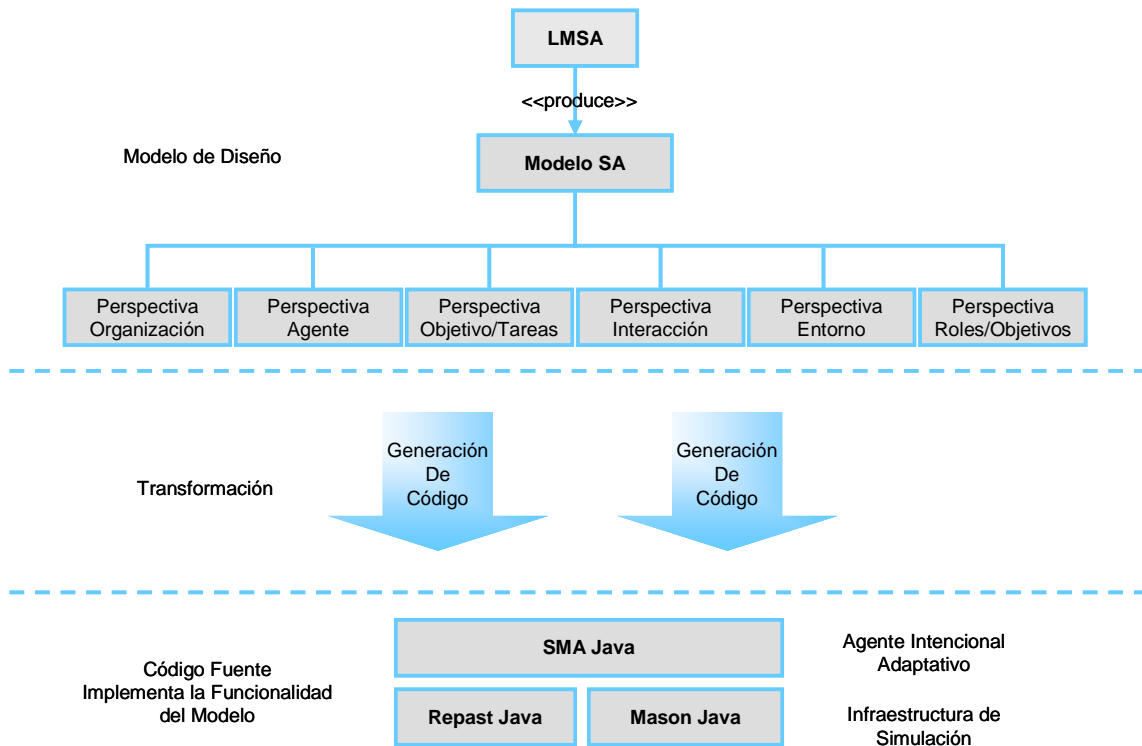 LMSA
<<produce>>
Modelo de Diseño
Modelo SA
Perspectiva
Organización
Perspectiva
Agente
Perspectiva
Objetivo/Tareas
Perspectiva
Interacción
Perspectiva
Entorno
Perspectiva
Roles/Objetivos
Transformación
Generación
De
Código
Generación
De
Código
Código Fuente
Implementa la Funcionalidad
del Modelo
SMA Java
Agente Intencional
Adaptativo
Repast Java
Mason Java
Infraestructura de
Simulación